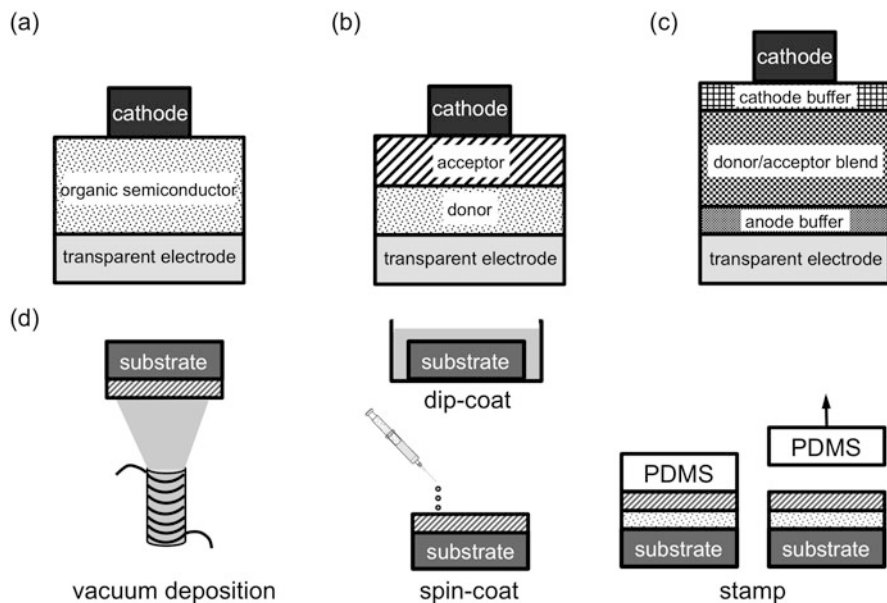 (a)
cathode
organic semiconductor
transparent electrode
(b)
cathode
acceptor
donor
transparent electrode
(c)
cathode
cathode buffer
donor/acceptor blend
anode buffer
transparent electrode
(d)
substrate
vacuum deposition
substrate
dip-coat
substrate
spin-coat
PDMS
substrate
PDMS
substrate
stamp